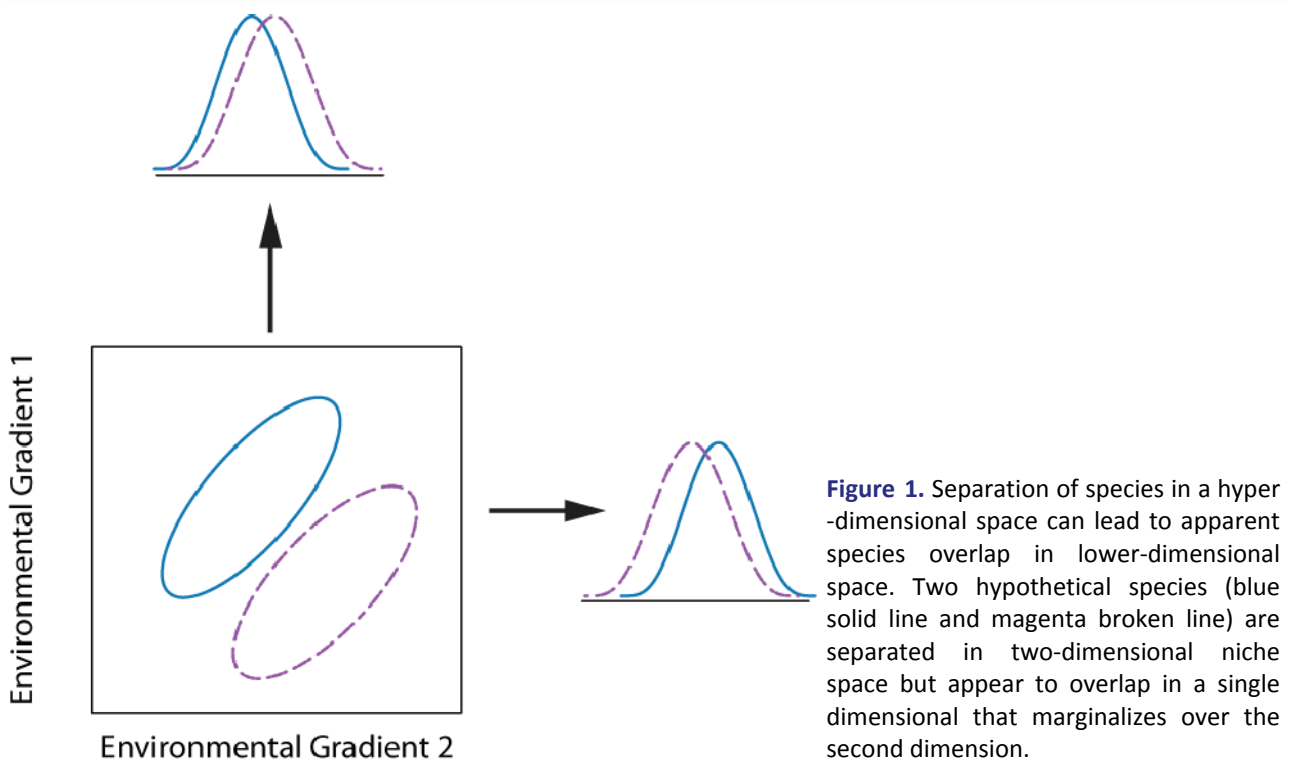 Environmental Gradient 1
Environmental Gradient 2
Figure 1. Separation of species in a hyper
-dimensional space can lead to apparent
species overlap in lower-dimensional
space. Two hypothetical species (blue
solid line and magenta broken line) are
separated in two-dimensional niche
space but appear to overlap in a single
dimensional that marginalizes over the
second dimension.